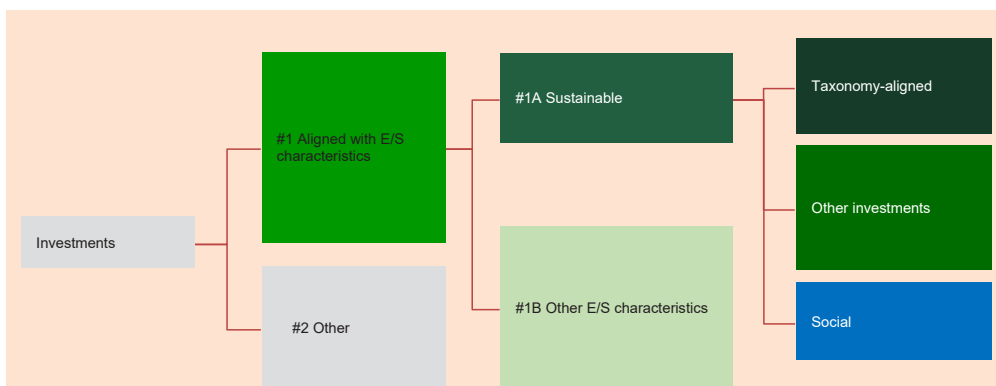 Investments
#1 Aligned with E/S
characteristics
#2 Other
#1A Sustainable
#1B Other E/S characteristics
Taxonomy-aligned
Other investments
Social